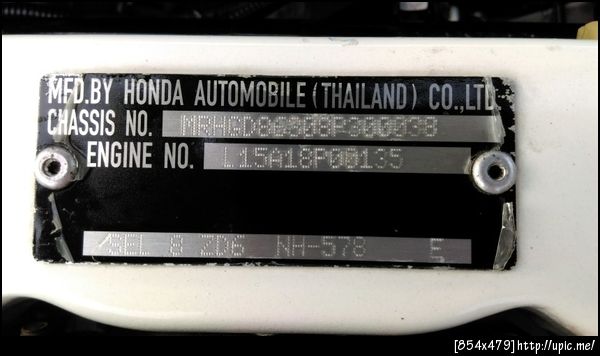 MFD.BY HONDA AUTOMOBILE (THAILAND) CO.,LTD.
CHASSIS NO.
ENGINE NO. L15A18P00135
8 ZD6 NH-578 5
[854x479]http://upic.me/